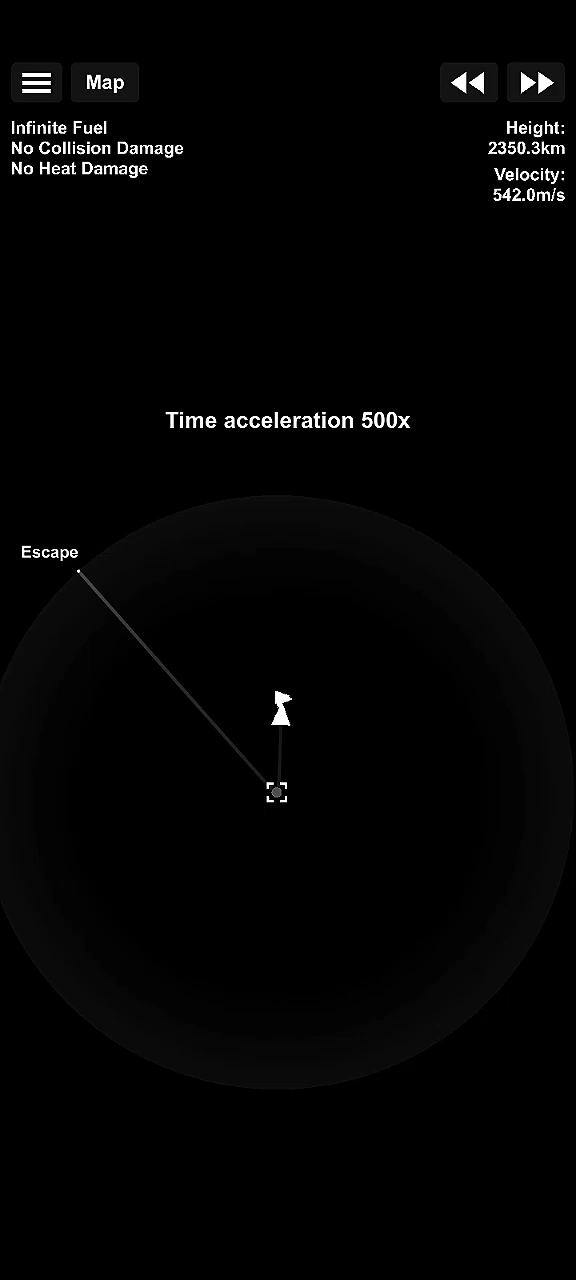 Map
Infinite Fuel
No Collision Damage
No Heat Damage
Height:
2350.3km
Velocity:
542.0m/s
Time acceleration 500x
Escape